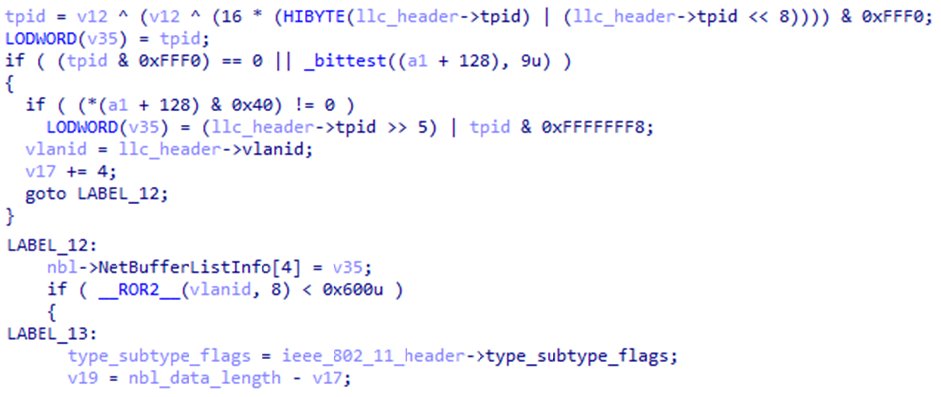 tpid = v12 ^ (v12 ^ (16 * (HIBYTE(llc_header->tpid) | (llc_header->tpid << 8)))) & 0xFFF0;
LODWORD(v35) = tpid;
if ( (tpid & 0xFFF0) == 0 || _bittest((a1 + 128), 9u) )
{
if ( (*(a1 + 128) & 0x40) != 0 )
LODWORD(v35) = (llc_header->tpid >> 5) | tpid & 0xFFFFFFF8;
vlanid = llc_header->vlanid;
v17 += 4;
goto LABEL_12;
}
LABEL_12:
nbl->NetBufferListInfo[4] = v35;
if ( __ROR2__(vlanid, 8) < 0x600u )
{
LABEL_13:
type_subtype_flags = ieee_802_11_header->type_subtype_flags;
v19 = nbl_data_length - v17;